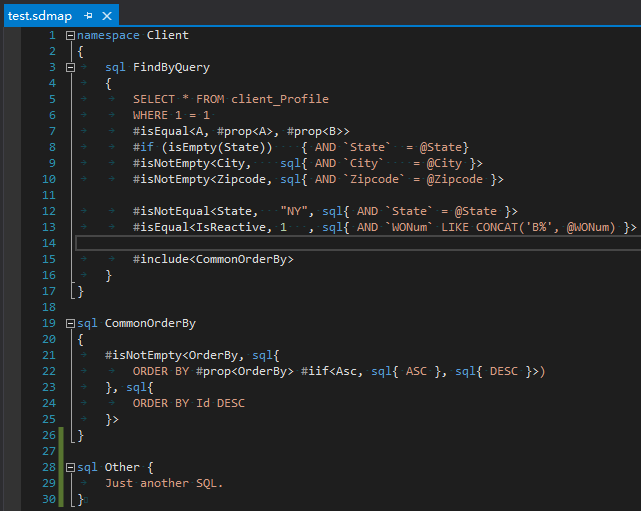 test.sdmap
1 namespace Client
2 {
3 sql FindByQuery
4 {
5 SELECT * FROM client_Profile
6 WHERE 1 = 1
7 #isEqual<A, #prop<A>, #prop<B>>
8 #if (isEmpty(State)) { AND `State` = @State}
9 #isNotEmpty<City, sql{ AND `City` = @City }>
10 #isNotEmpty<Zipcode, sql{ AND `Zipcode` = @Zipcode }>
11
12 #isNotEqual<State, "NY", sql{ AND `State` = @State }>
13 #isEqual<IsReactive, 1 , sql{ AND `WONum` LIKE CONCAT('B%', @WONum) }>
14
15 #include<CommonOrderBy>
16 }
17 }
18
19 sql CommonOrderBy
20 {
21 #isNotEmpty<OrderBy, sql{
22 ORDER BY #prop<OrderBy> #iif<Asc, sql{ ASC }, sql{ DESC }>)
23 }, sql{
24 ORDER BY Id DESC
25 }>
26 }
27
28 sql Other {
29 Just another SQL.
30 }